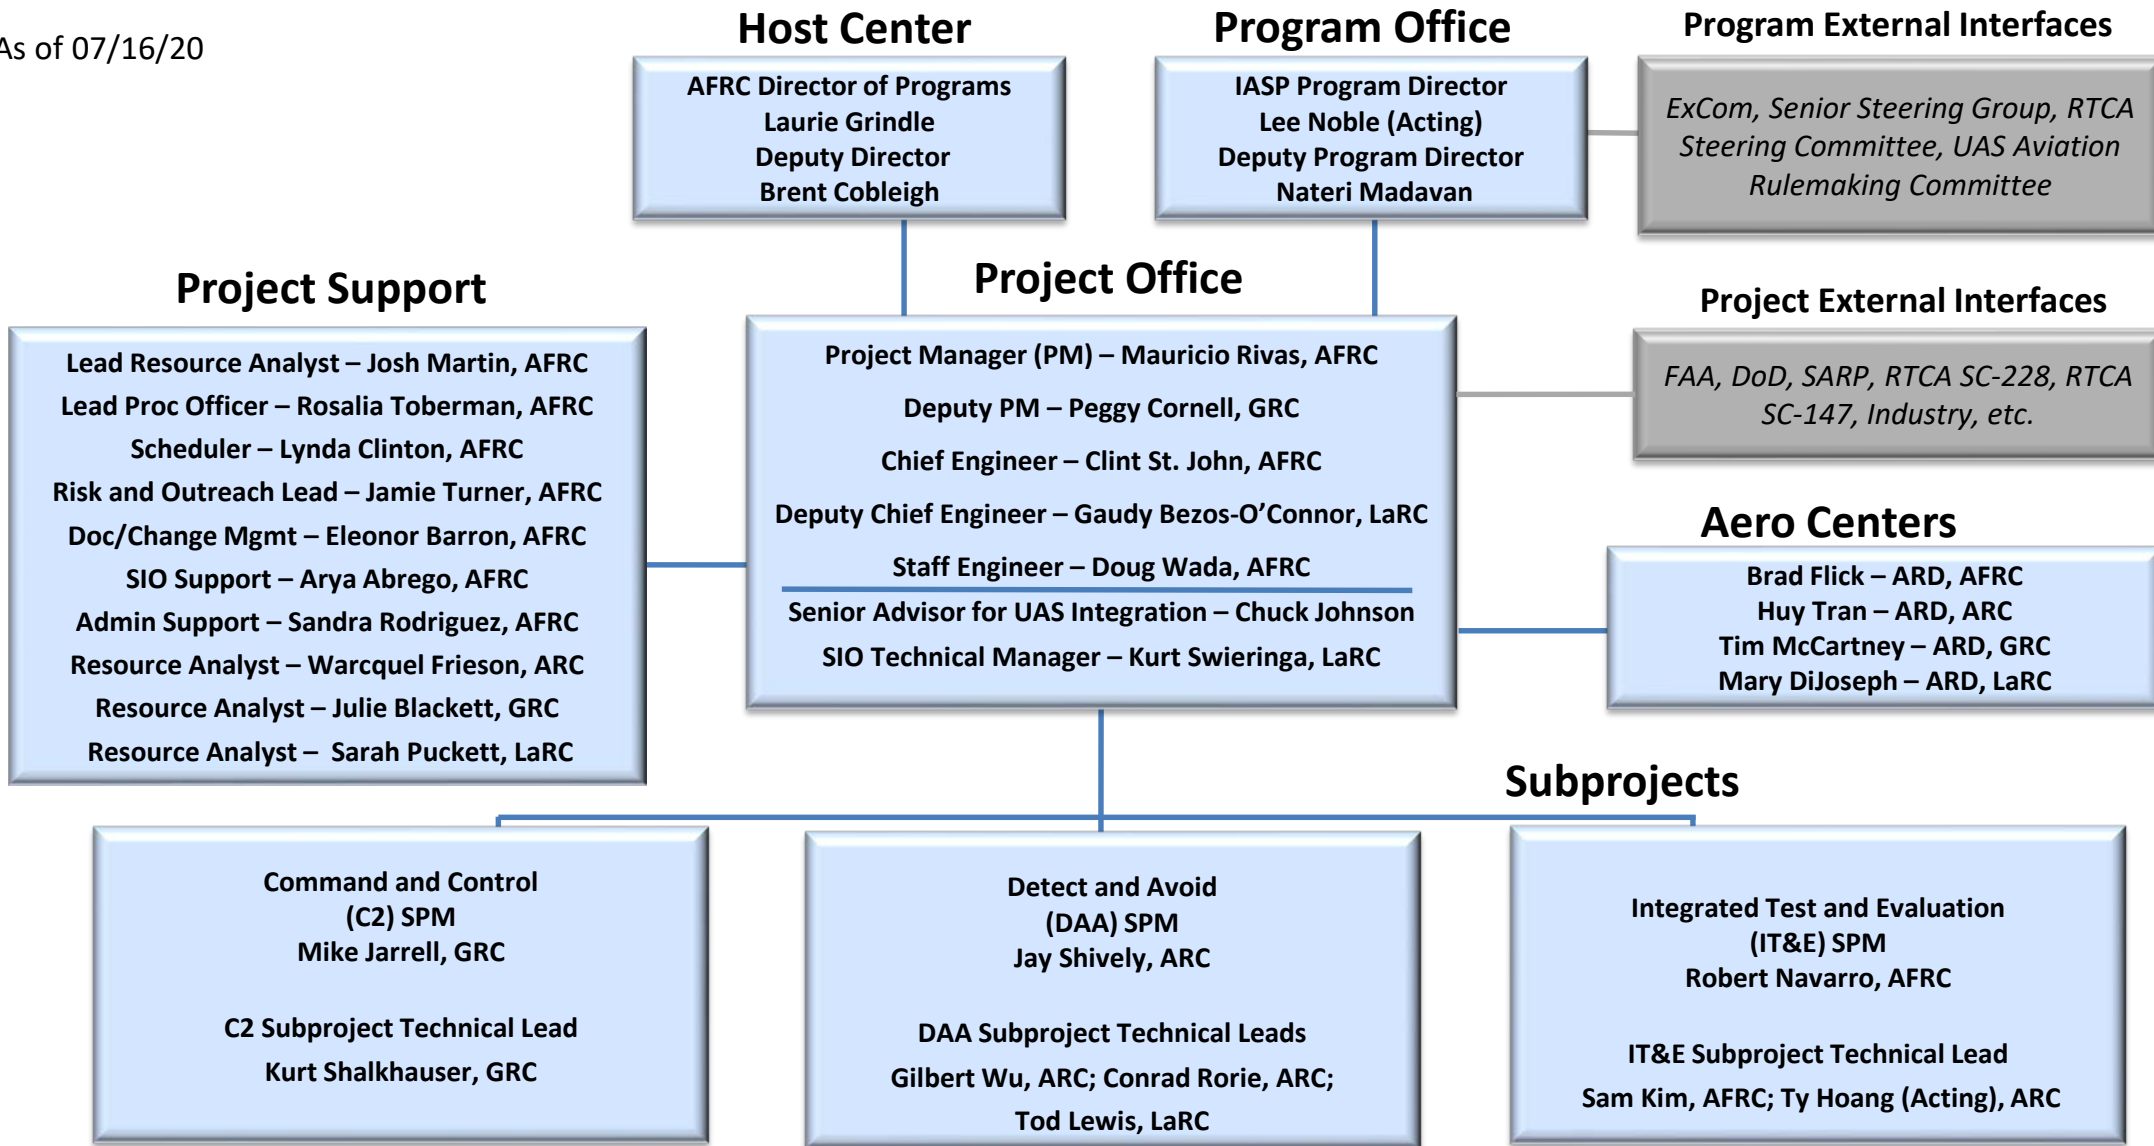 As of 07/16/20
Host Center
AFRC Director of Programs
Laurie Grindle
Deputy Director
Brent Cobleigh
Program Office
IASP Program Director
Lee Noble (Acting)
Deputy Program Director
Nateri Madavan
Program External Interfaces
ExCom, Senior Steering Group, RTCA
Steering Committee, UAS Aviation
Rulemaking Committee
Project Support
Lead Resource Analyst – Josh Martin, AFRC
Lead Proc Officer – Rosalia Toberman, AFRC
Scheduler – Lynda Clinton, AFRC
Risk and Outreach Lead – Jamie Turner, AFRC
Doc/Change Mgmt – Eleonor Barron, AFRC
SIO Support – Arya Abrego, AFRC
Admin Support – Sandra Rodriguez, AFRC
Resource Analyst – Warcquel Frieson, ARC
Resource Analyst – Julie Blackett, GRC
Resource Analyst – Sarah Puckett, LaRC
Project Office
Project Manager (PM) – Mauricio Rivas, AFRC
Deputy PM – Peggy Cornell, GRC
Chief Engineer – Clint St. John, AFRC
Deputy Chief Engineer – Gaudy Bezos-O’Connor, LaRC
Staff Engineer – Doug Wada, AFRC
Senior Advisor for UAS Integration – Chuck Johnson
SIO Technical Manager – Kurt Swieringa, LaRC
Project External Interfaces
FAA, DoD, SARP, RTCA SC-228, RTCA
SC-147, Industry, etc.
Aero Centers
Brad Flick – ARD, AFRC
Huy Tran – ARD, ARC
Tim McCartney – ARD, GRC
Mary DiJoseph – ARD, LaRC
Subprojects
Command and Control
(C2) SPM
Mike Jarrell, GRC
C2 Subproject Technical Lead
Kurt Shalkhauser, GRC
Detect and Avoid
(DAA) SPM
Jay Shively, ARC
DAA Subproject Technical Leads
Gilbert Wu, ARC; Conrad Rorie, ARC;
Tod Lewis, LaRC
Integrated Test and Evaluation
(IT&E) SPM
Robert Navarro, AFRC
IT&E Subproject Technical Lead
Sam Kim, AFRC; Ty Hoang (Acting), ARC